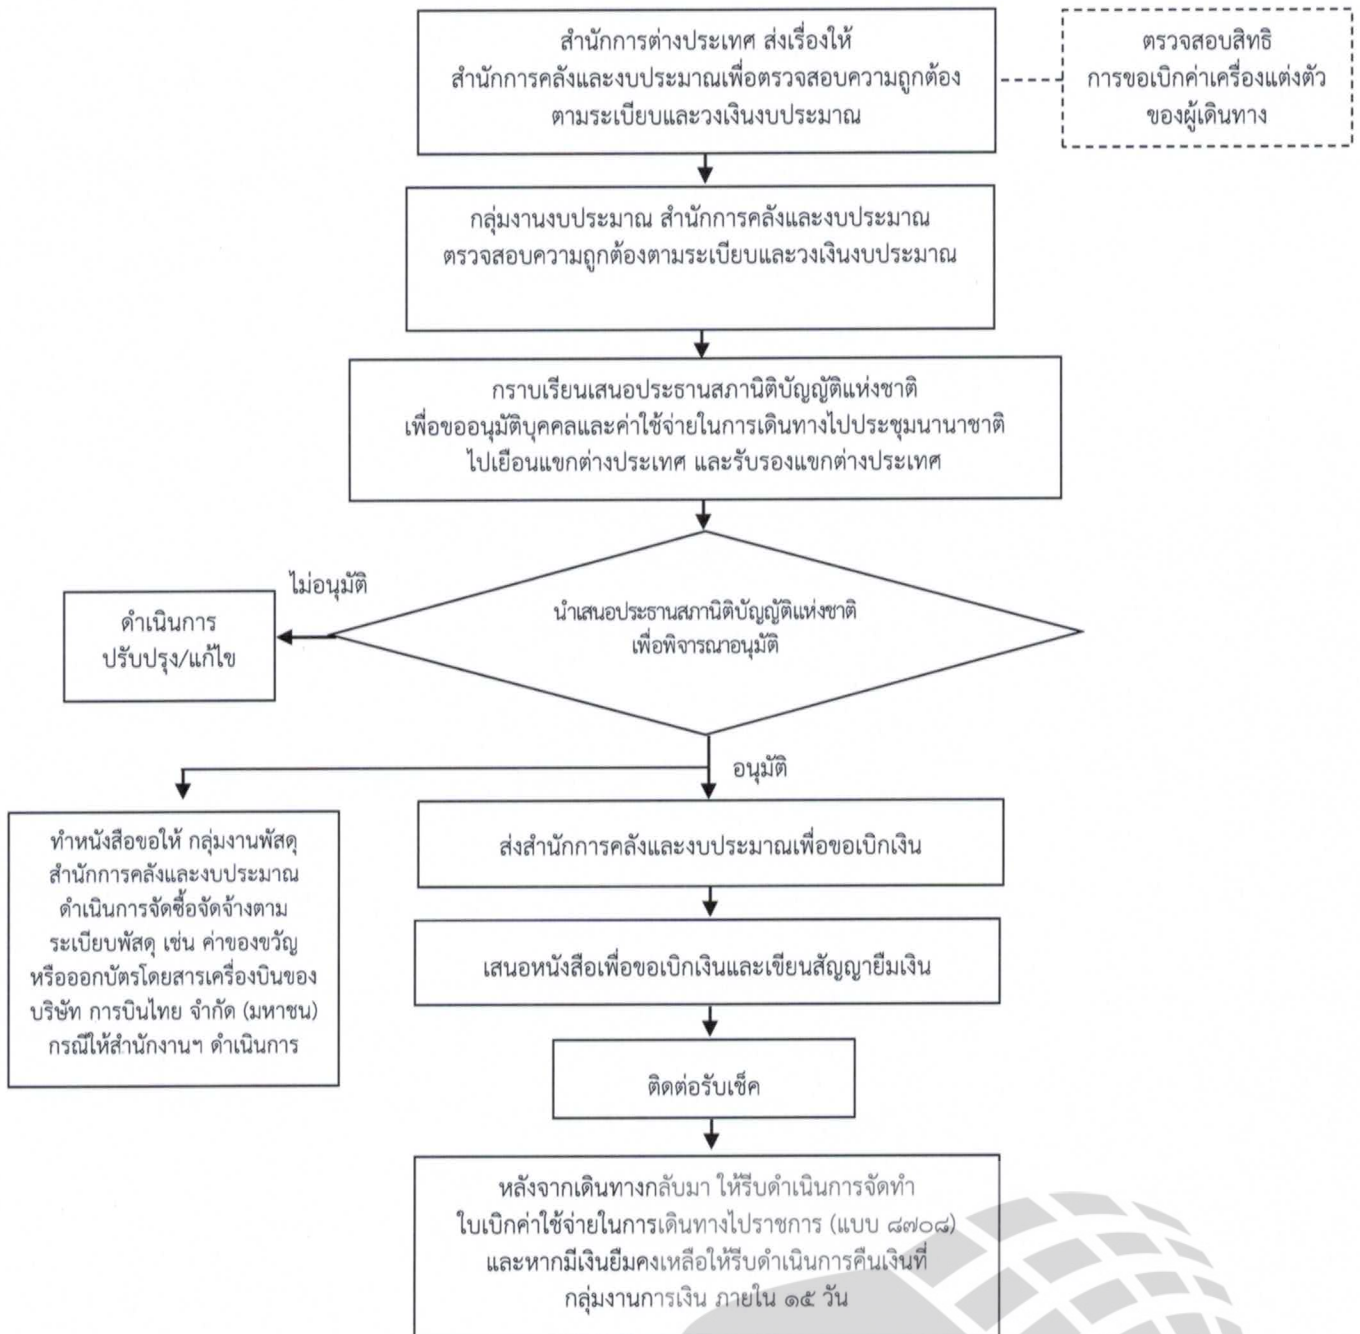 สำนักการต่างประเทศ ส่งเรื่องให้
สำนักการคลังและงบประมาณเพื่อตรวจสอบความถูกต้อง
ตามระเบียบและวงเงินงบประมาณ
ตรวจสอบสิทธิ
การขอเบิกค่าเครื่องแต่งตัว
ของผู้เดินทาง
กลุ่มงานงบประมาณ สำนักการคลังและงบประมาณ
ตรวจสอบความถูกต้องตามระเบียบและวงเงินงบประมาณ
กราบเรียนเสนอประธานสภานิติบัญญัติแห่งชาติ
เพื่อขออนุมัติบุคคลและค่าใช้จ่ายในการเดินทางไปประชุมนานาชาติ
ไปเยือนแขกต่างประเทศ และรับรองแขกต่างประเทศ
นำเสนอประธานสภานิติบัญญัติแห่งชาติ
เพื่อพิจารณาอนุมัติ
ไม่อนุมัติ
ดำเนินการ
ปรับปรุง/แก้ไข
อนุมัติ
ทำหนังสือขอให้ กลุ่มงานพัสดุ
สำนักการคลังและงบประมาณ
ดำเนินการจัดซื้อจัดจ้างตาม
ระเบียบพัสดุ เช่น ค่าของขวัญ
หรือออกบัตรโดยสารเครื่องบินของ
บริษัท การบินไทย จำกัด (มหาชน)
กรณีให้สำนักงานฯ ดำเนินการ
ส่งสำนักการคลังและงบประมาณเพื่อขอเบิกเงิน
เสนอหนังสือเพื่อขอเบิกเงินและเขียนสัญญายืมเงิน
ติดต่อรับเช็ค
หลังจากเดินทางกลับมา ให้รีบดำเนินการจัดทำ
ใบเบิกค่าใช้จ่ายในการเดินทางไปราชการ (แบบ ๘๗๐๘)
และหากมีเงินยืมคงเหลือให้รีบดำเนินการคืนเงินที่
กลุ่มงานการเงิน ภายใน ๑๕ วัน